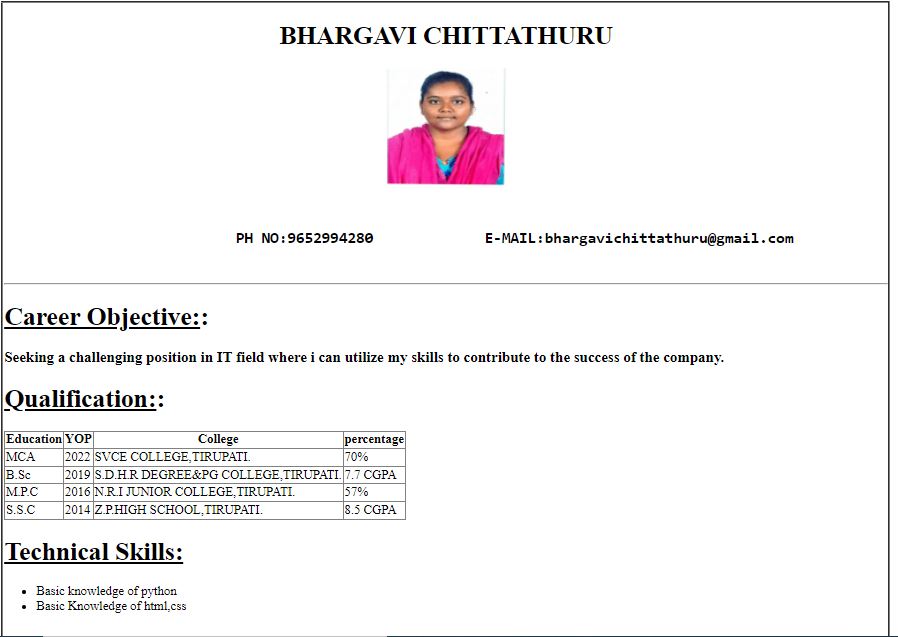 BHARGAVI CHITTATHURU
PH NO:9652994280 E-MAIL:bhargavichittathuru@gmail.com
Career Objective::
Seeking a challenging position in IT field where i can utilize my skills to contribute to the success of the company.
Qualification::
Education YOP College percentage
MCA 2022 SVCE COLLEGE,TIRUPATI. 70%
B.Sc 2019 S.D.H.R DEGREE&PG COLLEGE,TIRUPATI. 7.7 CGPA
M.P.C 2016 N.R.I JUNIOR COLLEGE,TIRUPATI. 57%
S.S.C 2014 Z.P.HIGH SCHOOL,TIRUPATI. 8.5 CGPA
Technical Skills:
Basic knowledge of python
Basic Knowledge of html,css